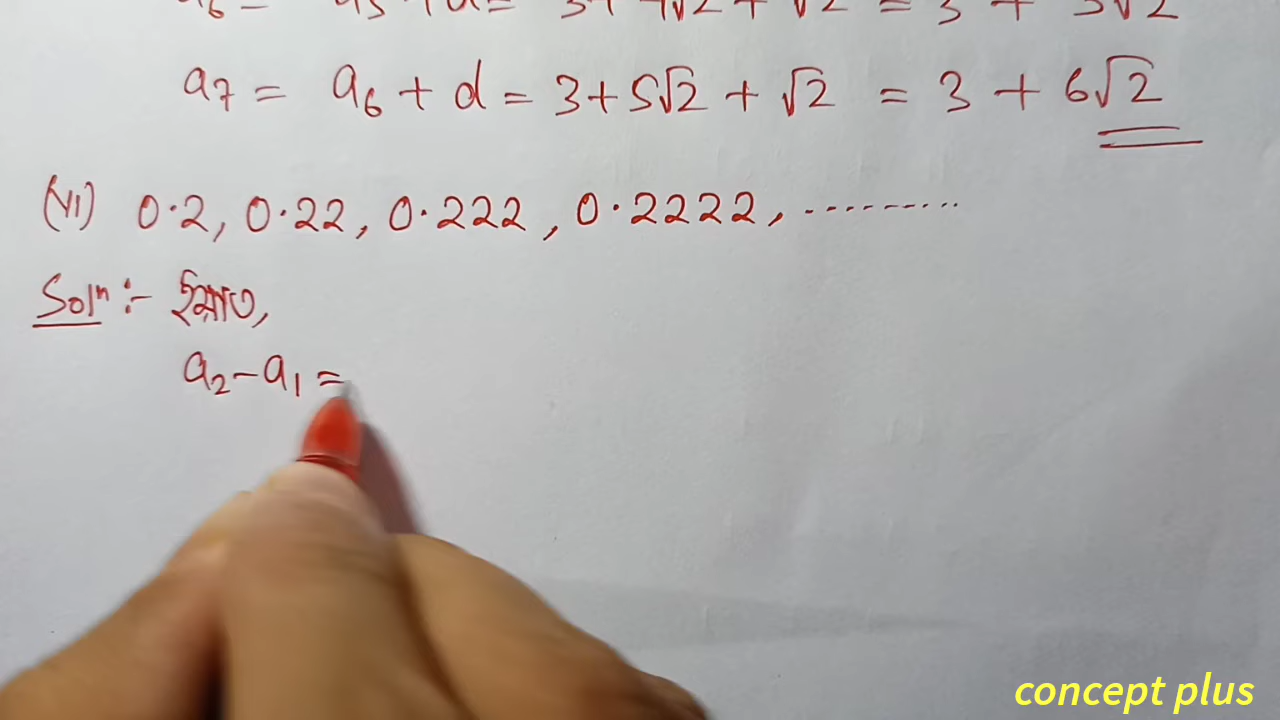 a₇ = a₆ + d = 3+5√2 + √2 = 3 + 6√2
(VI) 0.2, 0.22, 0.222, 0.2222, ..........
Solⁿ :- ইয়াত,
a₂-a₁ =
concept plus